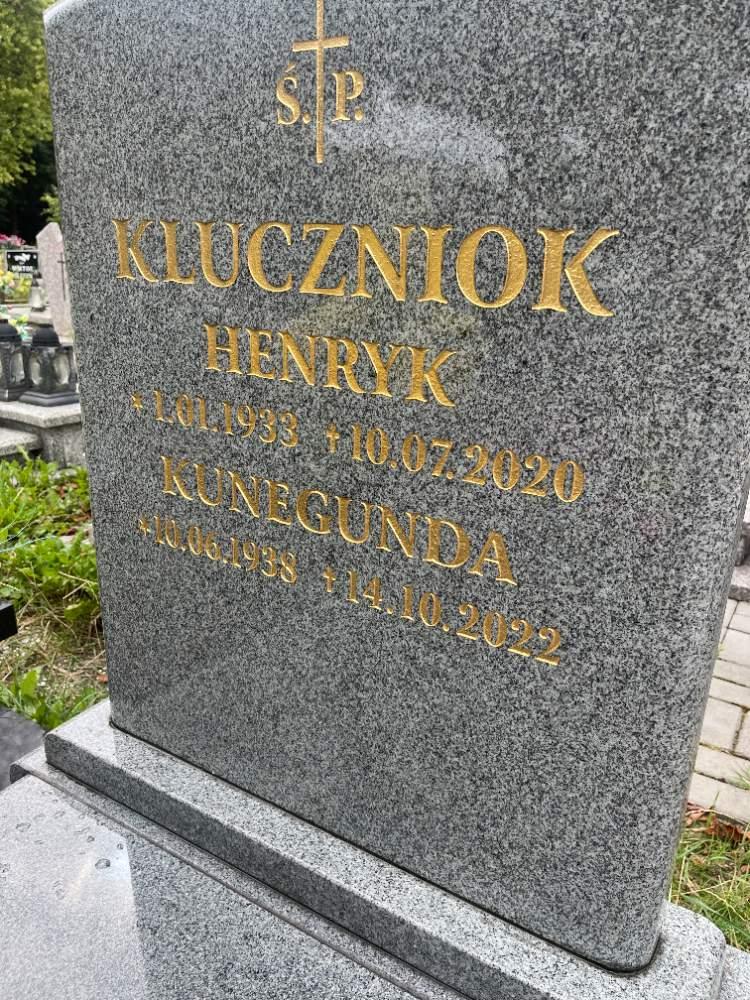 Ś. P.
KLUCZNIOK
HENRYK
* 1.01.1933 † 10.07.2020
KUNEGUNDA
* 10.06.1938 † 14.10.2022